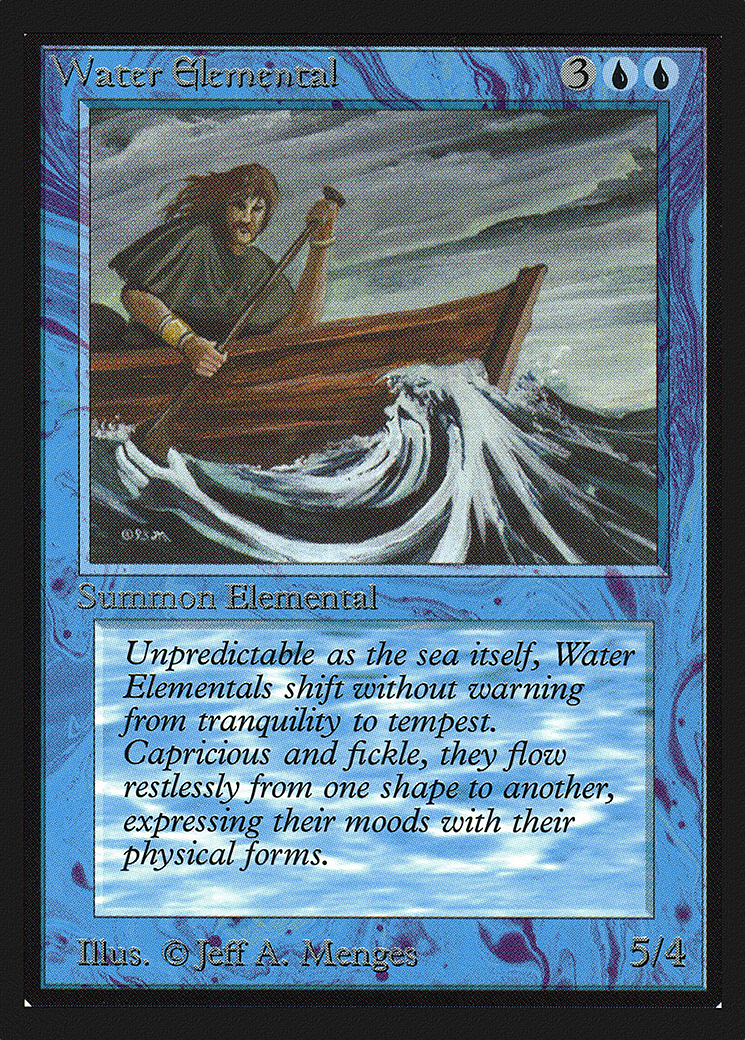 Water Elemental 3
Summon Elemental
Unpredictable as the sea itself, Water
Elementals shift without warning
from tranquility to tempest.
Capricious and fickle, they flow
restlessly from one shape to another,
expressing their moods with their
physical forms.
Illus. © Jeff A. Menges 5/4